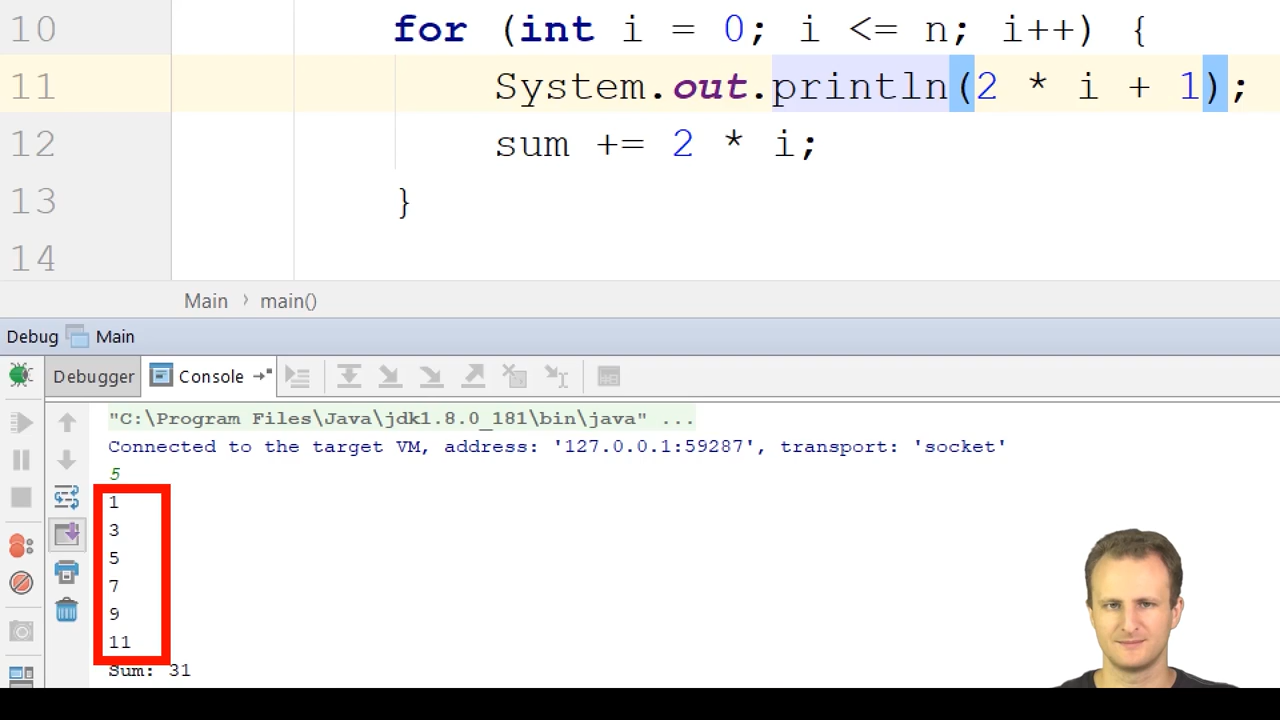 10 for (int i = 0; i <= n; i++) {
11 System.out.println(2 * i + 1);
12 sum += 2 * i;
13 }
14
Main › main()
Debug Main
Debugger Console
"C:\Program Files\Java\jdk1.8.0_181\bin\java" ...
Connected to the target VM, address: '127.0.0.1:59287', transport: 'socket'
5
1
3
5
7
9
11
Sum: 31